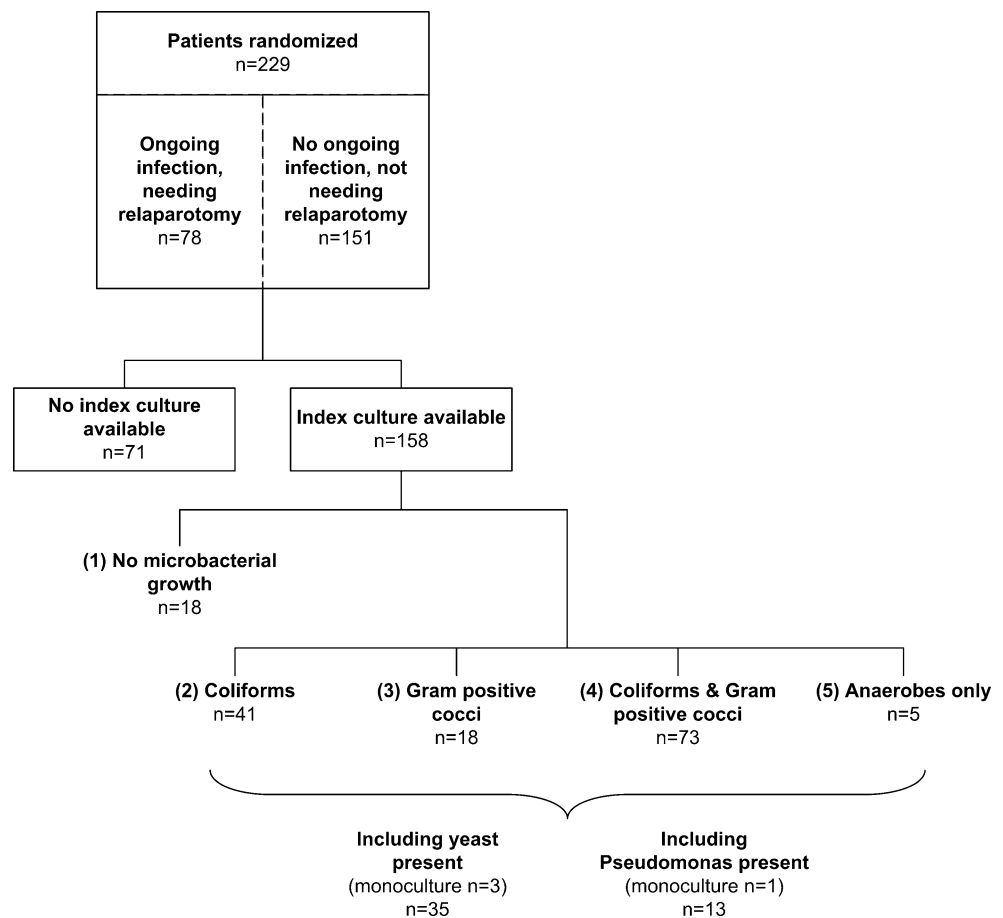 Patients randomized
n=229
Ongoing
infection,
needing
relaparotomy
n=78
No ongoing
infection, not
needing
relaparotomy
n=151
No index culture
available
n=71
Index culture available
n=158
(1) No microbacterial
growth
n=18
(2) Coliforms
n=41
(3) Gram positive
cocci
n=18
(4) Coliforms & Gram
positive cocci
n=73
(5) Anaerobes only
n=5
Including yeast
present
(monoculture n=3)
n=35
Including
Pseudomonas present
(monoculture n=1)
n=13